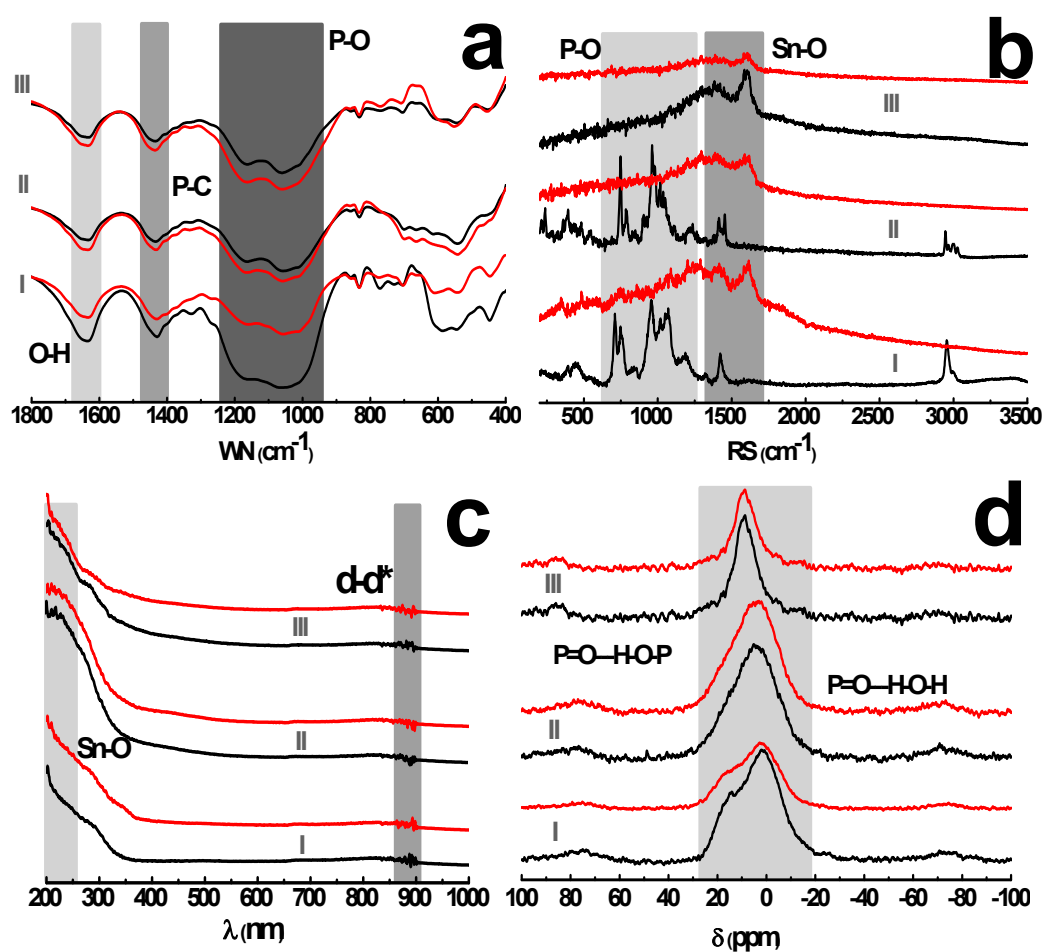 a
P-O
III
II
P-C
I
O-H
1800 1600 1400 1200 1000 800 600 400
WN (cm-1)
b
P-O
Sn-O
III
II
I
500 1000 1500 2000 2500 3000 3500
RS (cm-1)
c
d-d*
III
II
Sn-O
I
200 300 400 500 600 700 800 900 1000
λ (nm)
d
III
P=O---H-O-P
P=O---H-O-H
II
I
100 80 60 40 20 0 -20 -40 -60 -80 -100
δ (ppm)